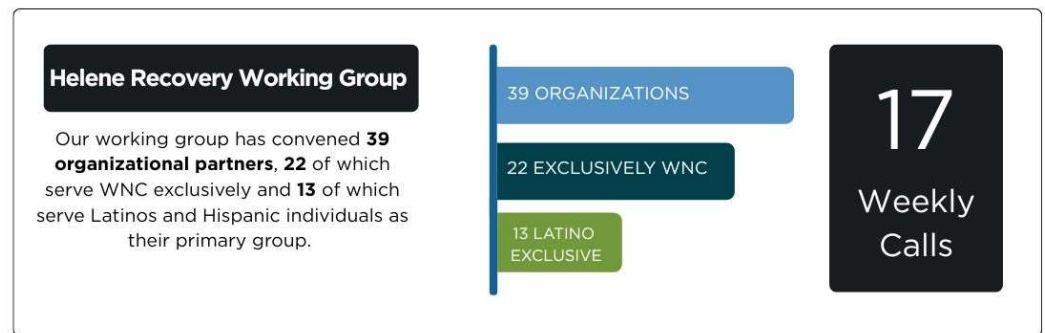 Helene Recovery Working Group
Our working group has convened 39
organizational partners, 22 of which
serve WNC exclusively and 13 of which
serve Latinos and Hispanic individuals as
their primary group.
39 ORGANIZATIONS
22 EXCLUSIVELY WNC
13 LATINO
EXCLUSIVE
17
Weekly
Calls